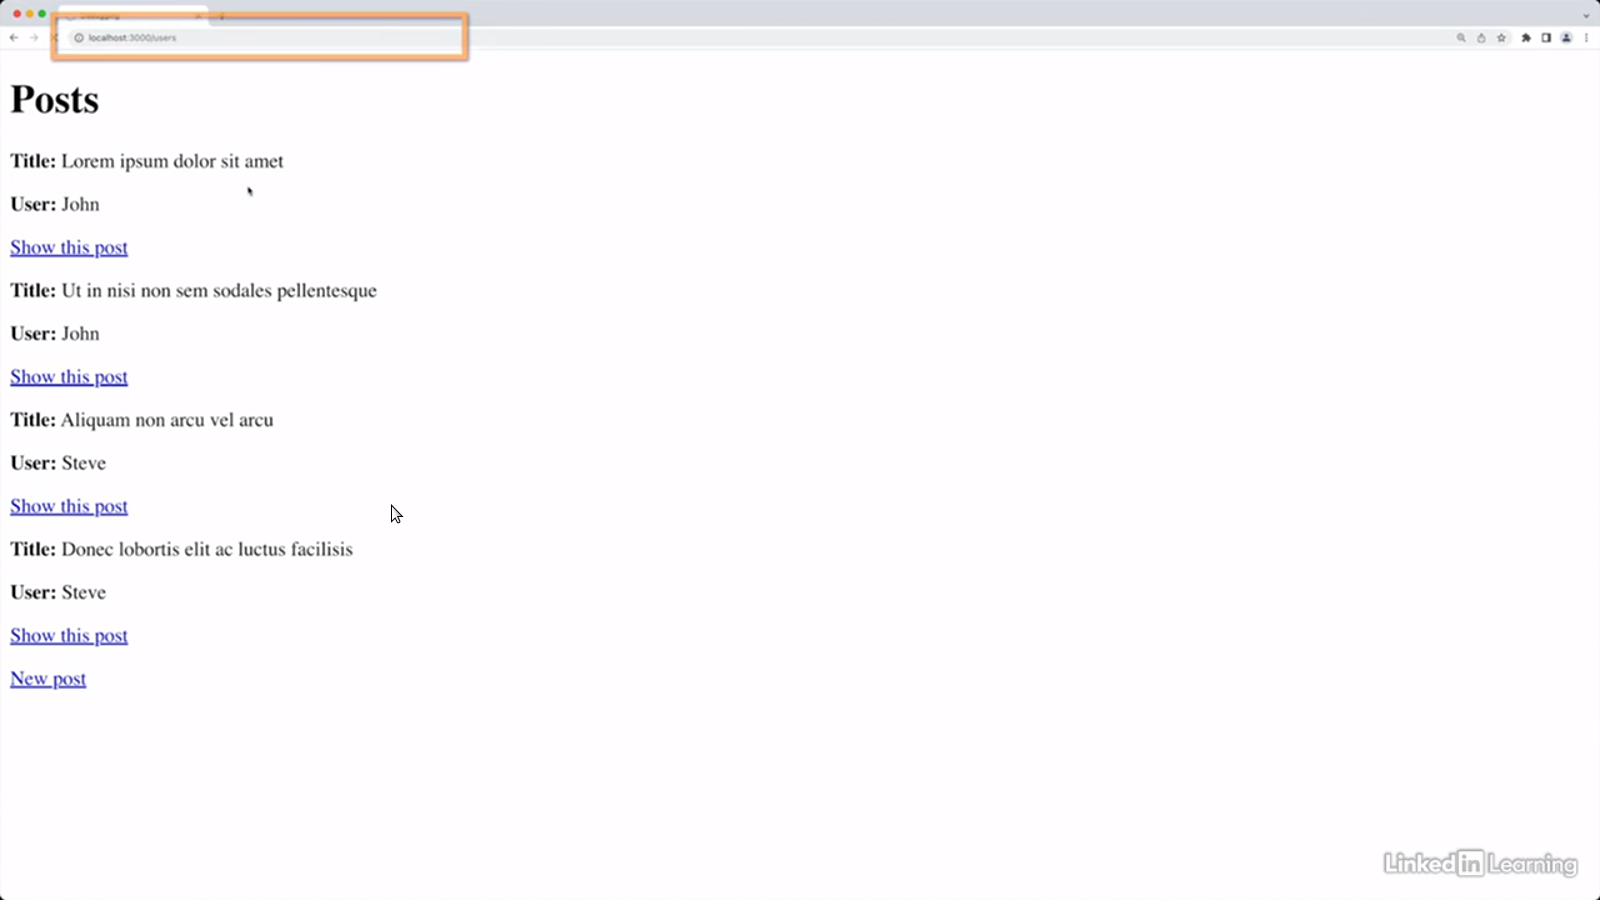 localhost:3000/users
Posts
Title: Lorem ipsum dolor sit amet
User: John
Show this post
Title: Ut in nisi non sem sodales pellentesque
User: John
Show this post
Title: Aliquam non arcu vel arcu
User: Steve
Show this post
Title: Donec lobortis elit ac luctus facilisis
User: Steve
Show this post
New post
Linked in Learning